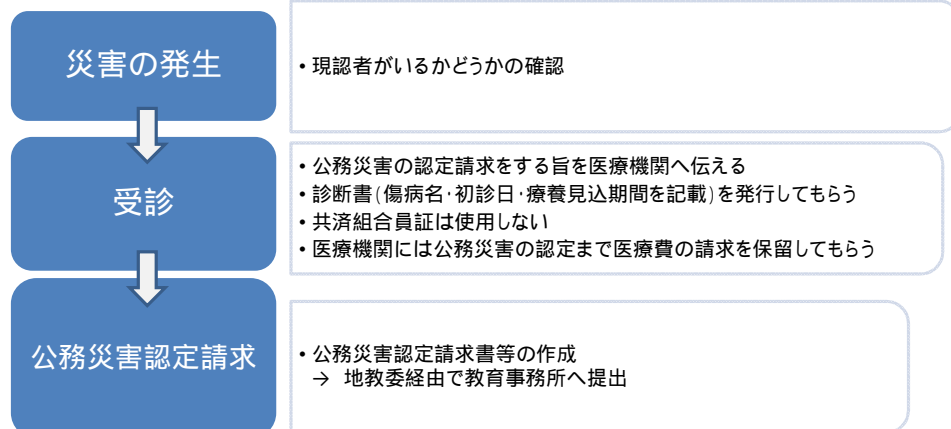 災害の発生
・現認者がいるかどうかの確認
受診
・公務災害の認定請求をする旨を医療機関へ伝える
・診断書(傷病名・初診日・療養見込期間を記載)を発行してもらう
・共済組合員証は使用しない
・医療機関には公務災害の認定まで医療費の請求を保留してもらう
公務災害認定請求
・公務災害認定請求書等の作成
→ 地教委経由で教育事務所へ提出